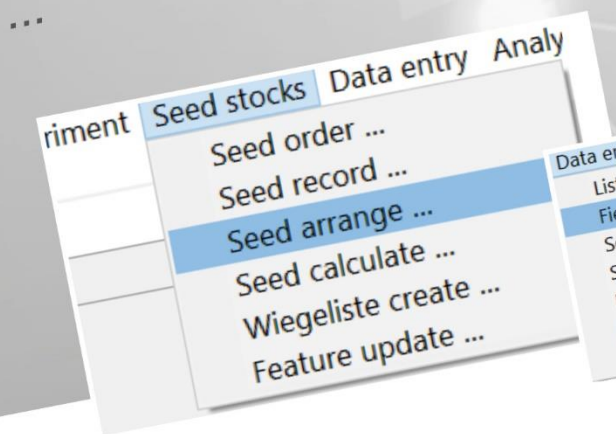 ...
riment Seed stocks Data entry Analy
Seed order ...
Seed record ...
Seed arrange ...
Seed calculate ...
Wiegeliste create ...
Feature update ...
Data en
Lis
Fie
S
S